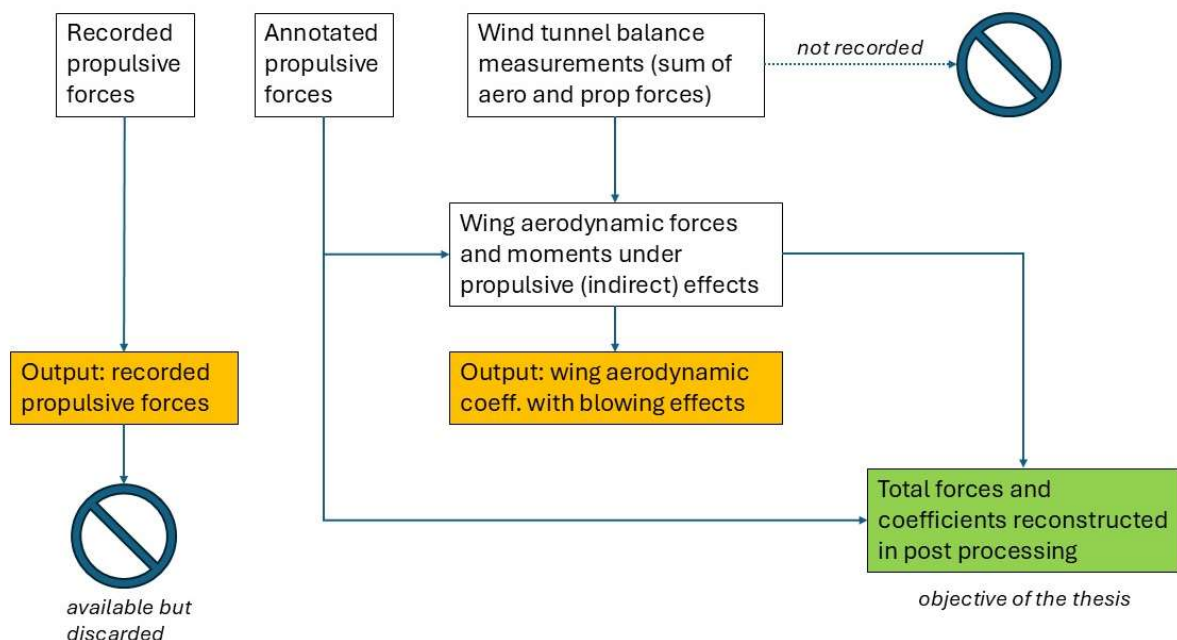 Recorded
propulsive
forces
Annotated
propulsive
forces
Wind tunnel balance
measurements (sum of
aero and prop forces)
not recorded
Wing aerodynamic forces
and moments under
propulsive (indirect) effects
Output: recorded
propulsive forces
Output: wing aerodynamic
coeff. with blowing effects
Total forces and
coefficients reconstructed
in post processing
available but
discarded
objective of the thesis